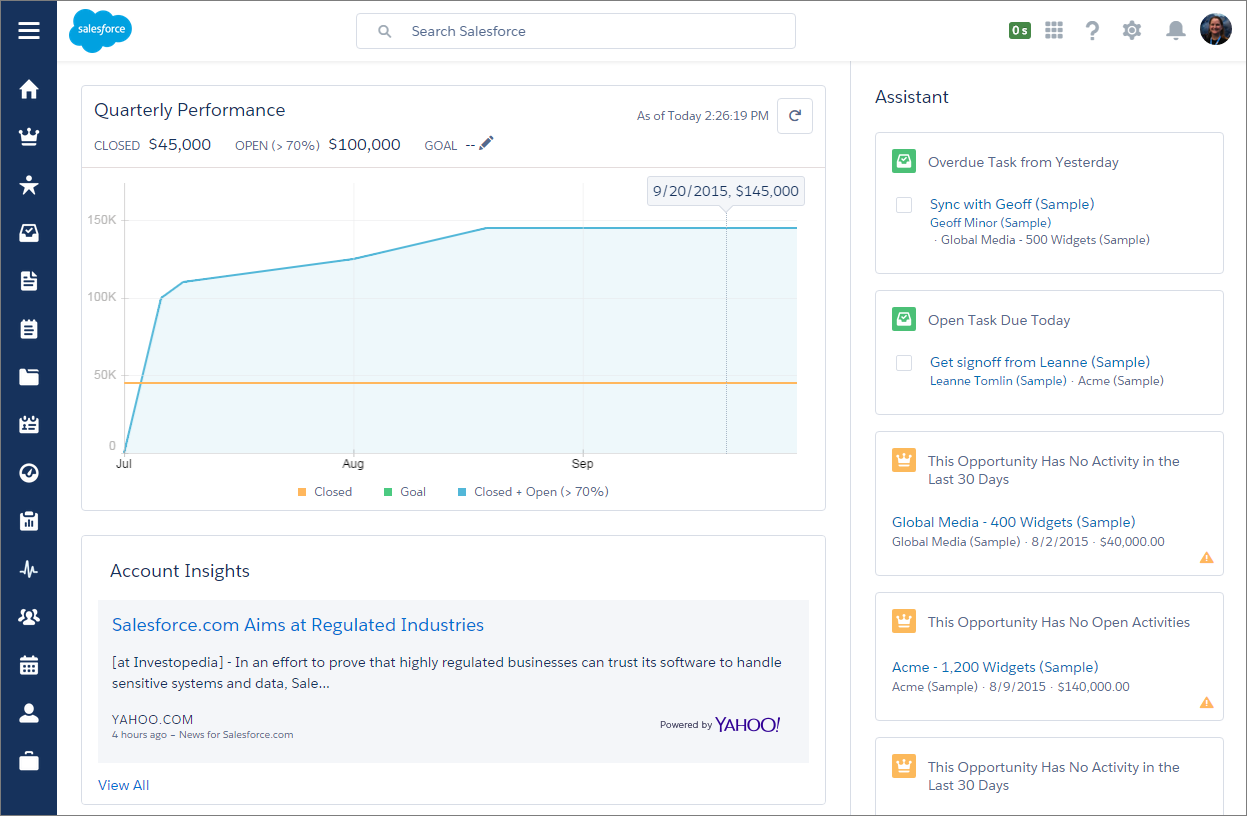 salesforce
Search Salesforce
0 s
Quarterly Performance
As of Today 2:26:19 PM
CLOSED $45,000 OPEN (> 70%) $100,000 GOAL --
9/20/2015, $145,000
150K
100K
50K
0
Jul Aug Sep
Closed Goal Closed + Open (> 70%)
Account Insights
Salesforce.com Aims at Regulated Industries
[at Investopedia] - In an effort to prove that highly regulated businesses can trust its software to handle
sensitive systems and data, Sale...
YAHOO.COM
4 hours ago – News for Salesforce.com
Powered by YAHOO!
View All
Assistant
Overdue Task from Yesterday
Sync with Geoff (Sample)
Geoff Minor (Sample)
· Global Media - 500 Widgets (Sample)
Open Task Due Today
Get signoff from Leanne (Sample)
Leanne Tomlin (Sample) · Acme (Sample)
This Opportunity Has No Activity in the
Last 30 Days
Global Media - 400 Widgets (Sample)
Global Media (Sample) · 8/2/2015 · $40,000.00
This Opportunity Has No Open Activities
Acme - 1,200 Widgets (Sample)
Acme (Sample) · 8/9/2015 · $140,000.00
This Opportunity Has No Activity in the
Last 30 Days